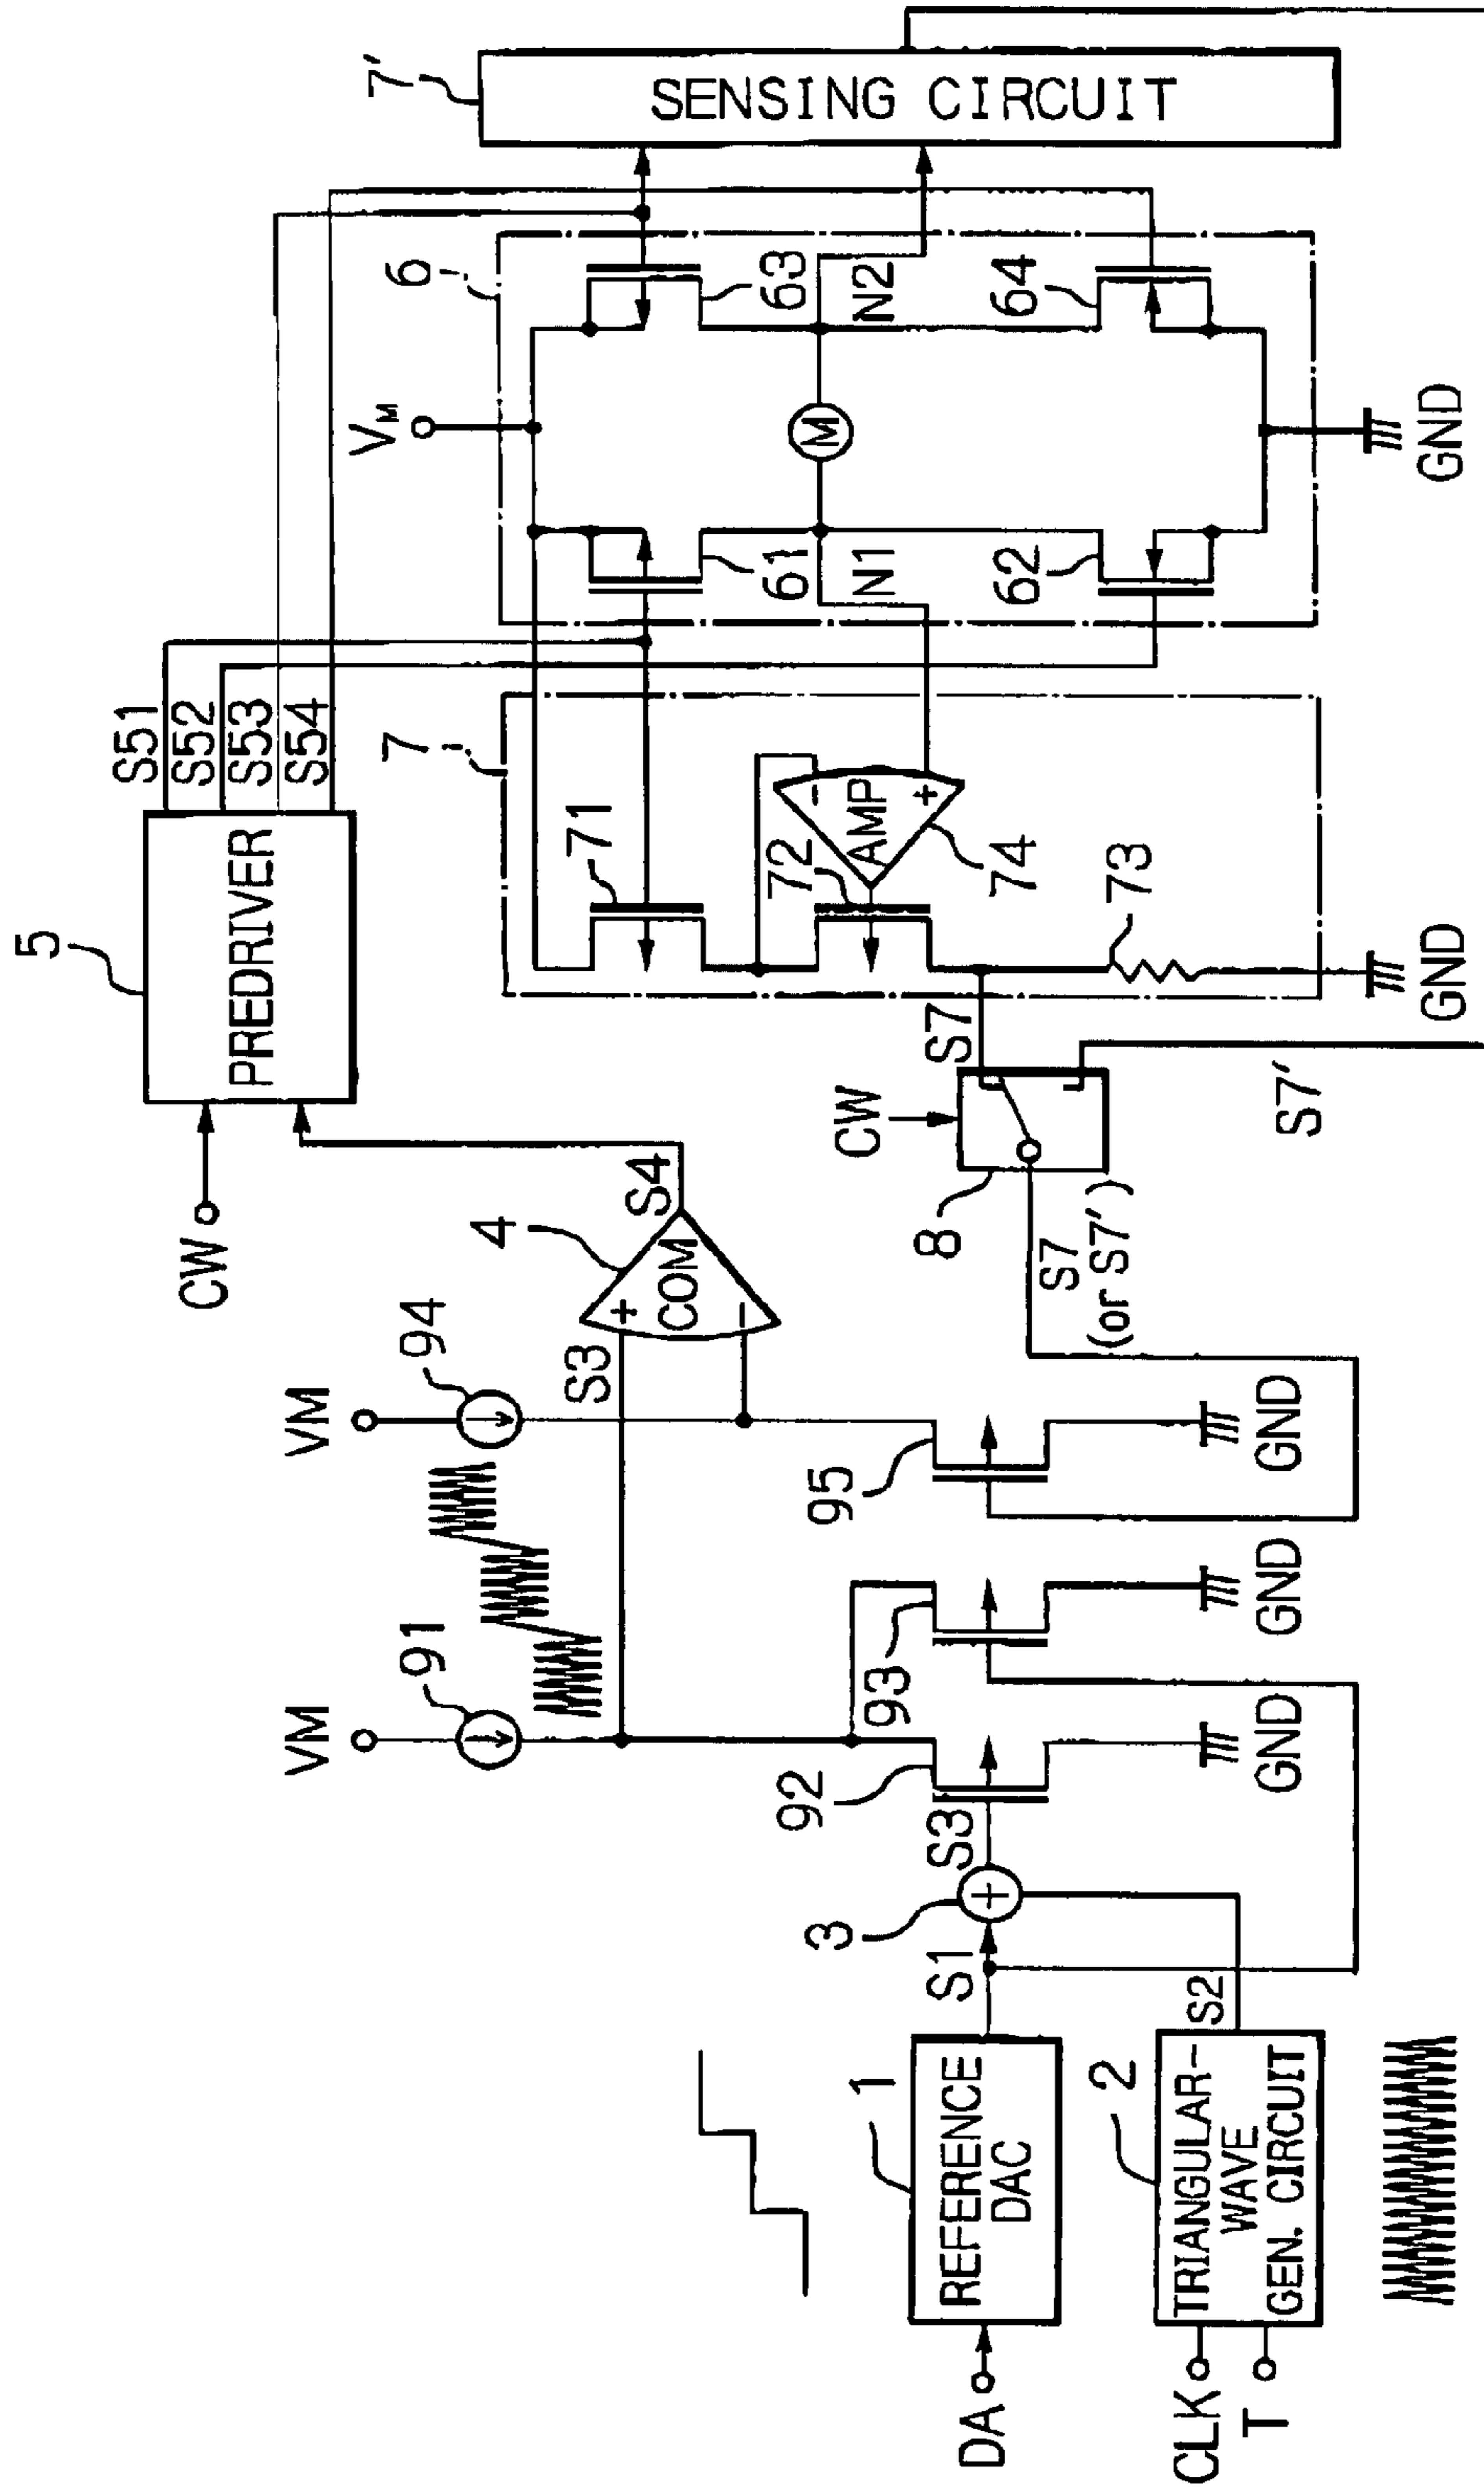 5
PREDRIVER
CW
S51
S52
S53
S54
7'
SENSING CIRCUIT
6
VM
61
63
M
N1
N2
62
64
GND
7
71
72
AMP
-
+
74
73
GND
S7
S7'
CW
8
S7
(or S7')
4
COM
+
-
S3
S4
VM
94
VM
91
95
GND
93
GND
92
GND
S3
3
+
S1
S2
1
REFERENCE
DAC
DA
2
TRIANGULAR-
WAVE
GEN. CIRCUIT
CLK
T